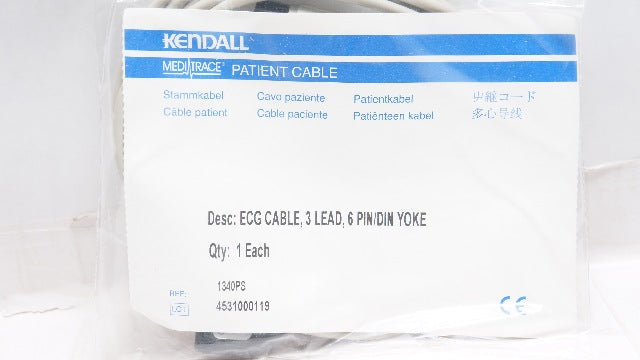 KENDALL
MEDI TRACE® PATIENT CABLE
Stammkabel Cavo paziente Patientkabel 中継コード
Câble patient Cable paciente Patiënteen kabel 多心导线
Desc: ECG CABLE, 3 LEAD, 6 PIN/DIN YOKE
Qty: 1 Each
REF: 1340PS
LOT 4531000119
CE